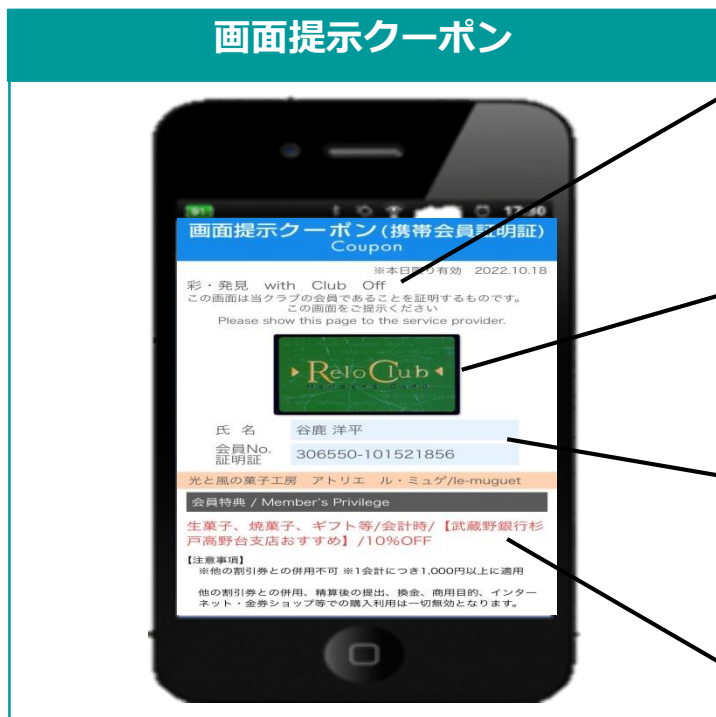 画面提示クーポン
91
17:30
画面提示クーポン(携帯会員証明証)
Coupon
※本日限り有効 2022.10.18
彩・発見 with Club Off
この画面は当クラブの会員であることを証明するものです。
この画面をご提示ください
Please show this page to the service provider.
Relo Club
MEMBERS CARD
氏 名 谷鹿 洋平
会員No.
証明証 306550-101521856
光と風の菓子工房 アトリエ ル・ミュゲ/le-muguet
会員特典 / Member's Privilege
生菓子、焼菓子、ギフト等/会計時/【武蔵野銀行杉
戸高野台支店おすすめ】/10%OFF
【注意事項】
※他の割引券との併用不可 ※1会計につき1,000円以上に適用
他の割引券との併用、精算後の提出、換金、商用目的、インター
ネット・金券ショップ等での購入利用は一切無効となります。